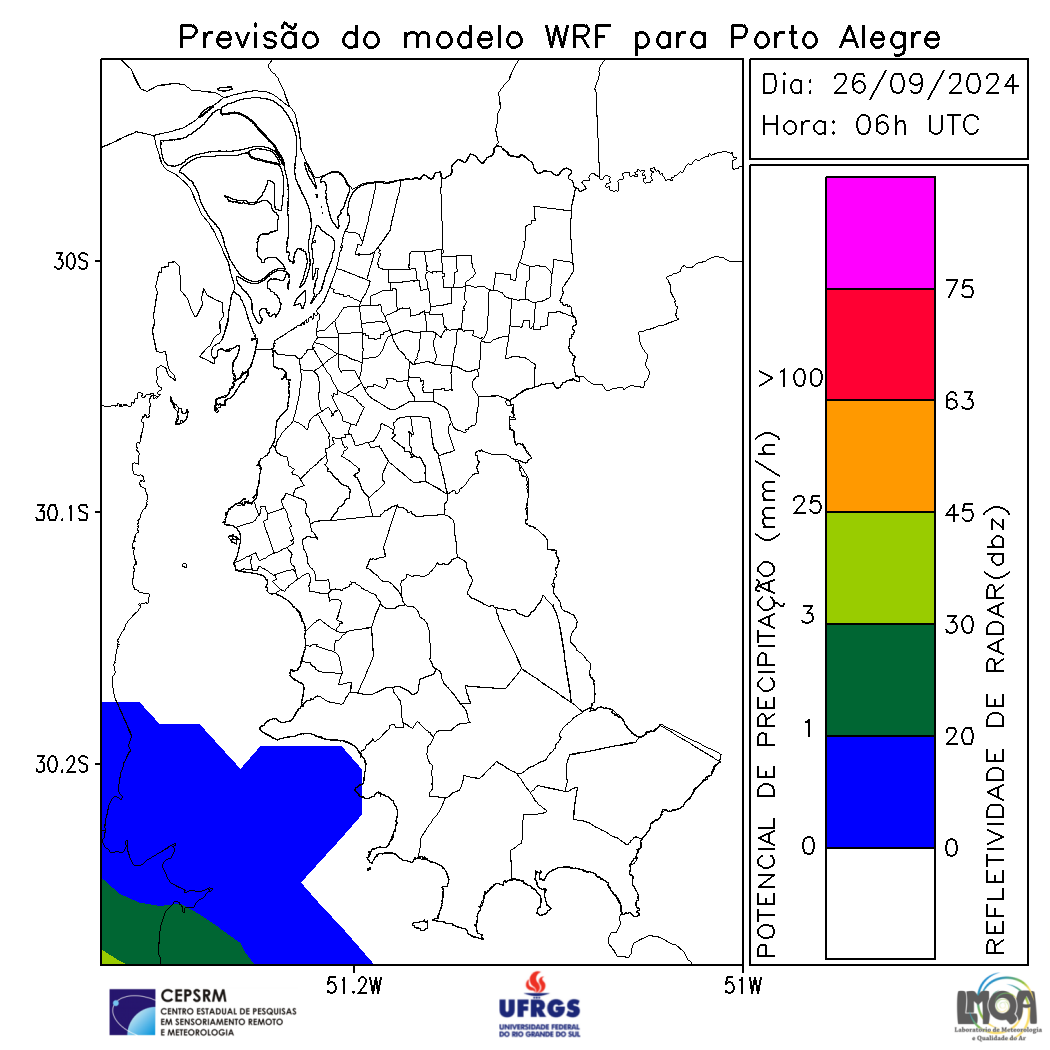 Previsão do modelo WRF para Porto Alegre
Dia: 26/09/2024
Hora: 06h UTC
30S
30.1S
30.2S
51.2W
51W
POTENCIAL DE PRECIPITAÇÃO (mm/h)
>100
25
3
1
0
75
63
45
30
20
0
REFLETIVIDADE DE RADAR(dbz)
CEPSRM
CENTRO ESTADUAL DE PESQUISAS
EM SENSORIAMENTO REMOTO
E METEOROLOGIA
UFRGS
UNIVERSIDADE FEDERAL
DO RIO GRANDE DO SUL
LMQA
Laboratório de Meteorologia
e Qualidade do Ar